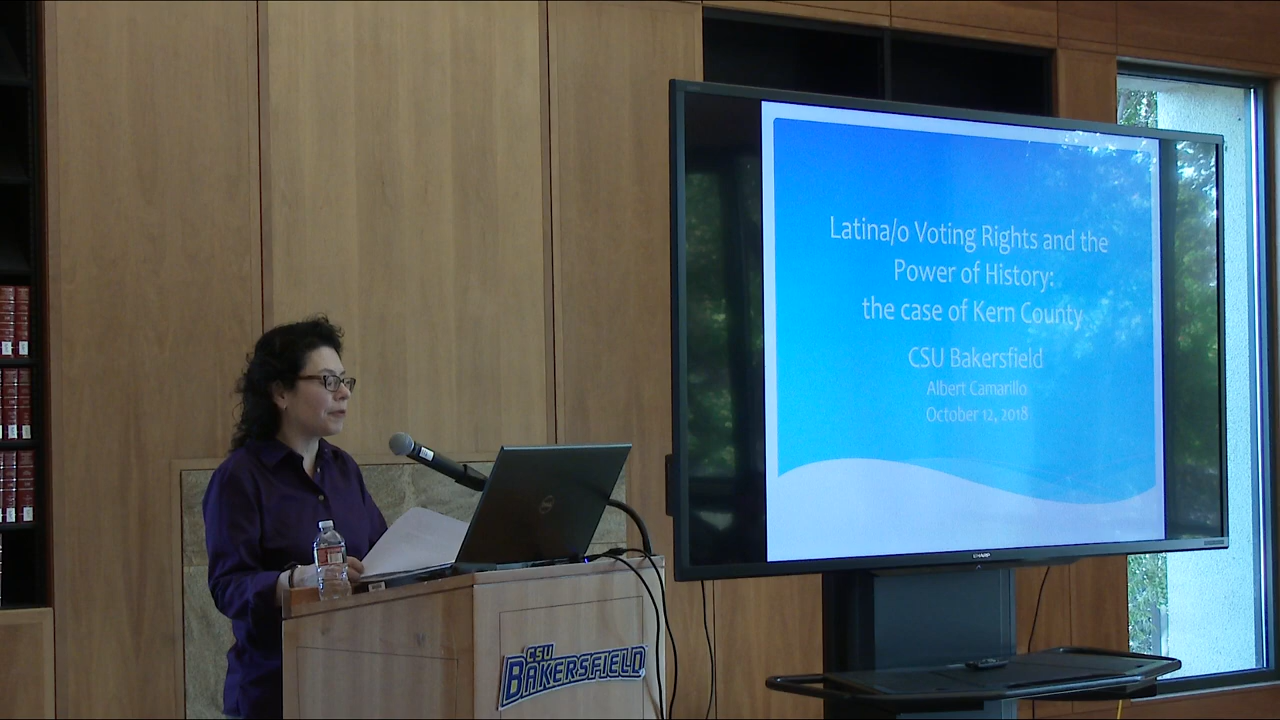 Latina/o Voting Rights and the
Power of History:
the case of Kern County
CSU Bakersfield
Albert Camarillo
October 12, 2018
SHARP
DELL
CSU
BAKERSFIELD